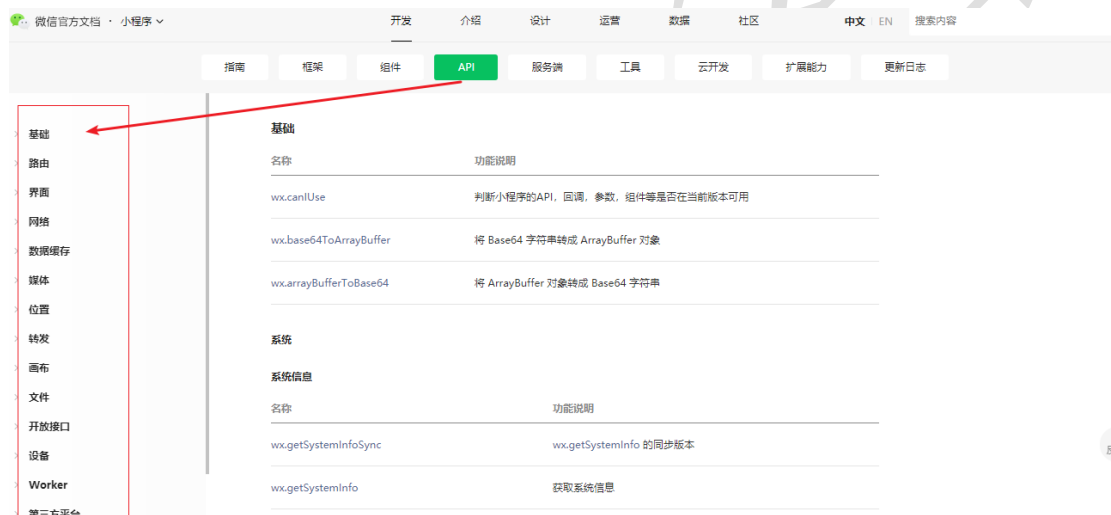 微信官方文档 · 小程序
开发 介绍 设计 运营 数据 社区 中文 EN 搜索内容
指南 框架 组件 API 服务端 工具 云开发 扩展能力 更新日志
基础
路由
界面
网络
数据缓存
媒体
位置
转发
画布
文件
开放接口
设备
Worker
第三方平台
基础
名称 功能说明
wx.canIUse 判断小程序的API，回调，参数，组件等是否在当前版本可用
wx.base64ToArrayBuffer 将 Base64 字符串转成 ArrayBuffer 对象
wx.arrayBufferToBase64 将 ArrayBuffer 对象转成 Base64 字符串
系统
系统信息
名称 功能说明
wx.getSystemInfoSync wx.getSystemInfo 的同步版本
wx.getSystemInfo 获取系统信息